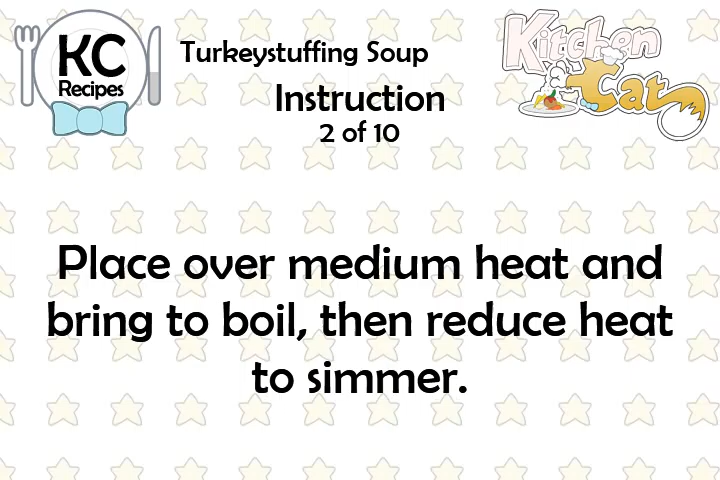 KC
Recipes
Turkeystuffing Soup
Instruction
2 of 10
Kitchen
Cat
Place over medium heat and
bring to boil, then reduce heat
to simmer.